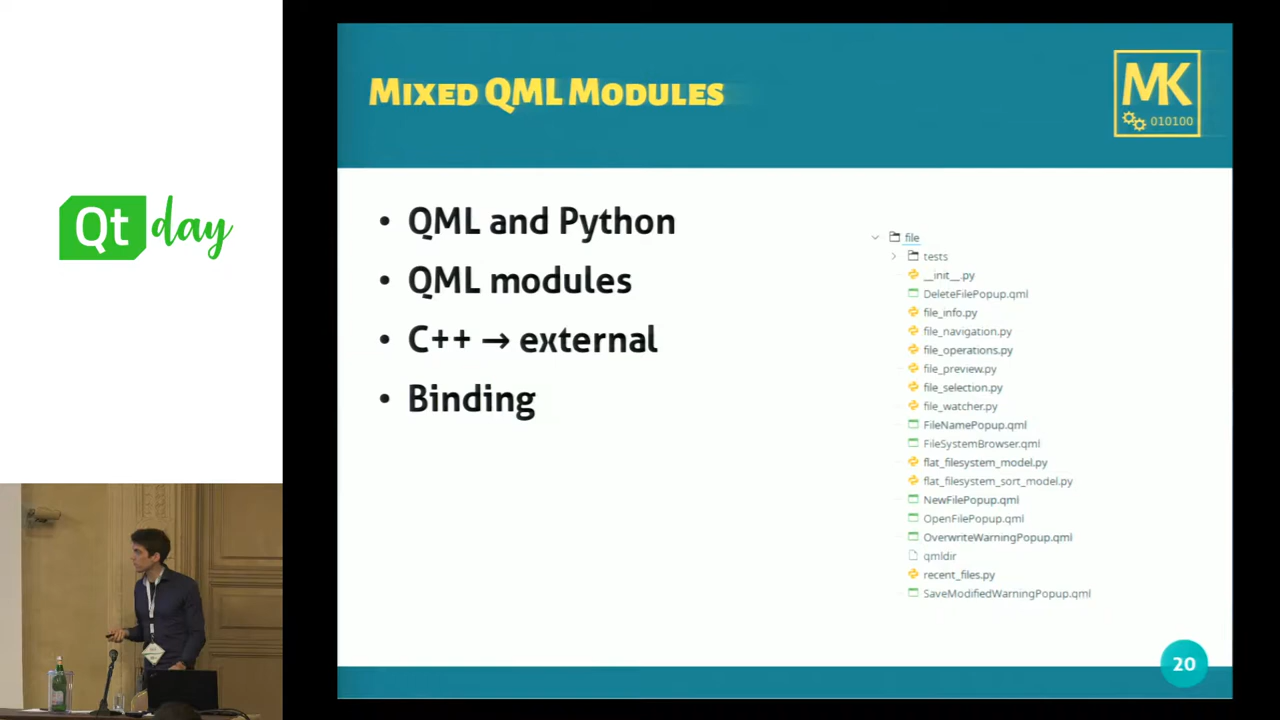 Qt day
MIXED QML MODULES
MK
010100
• QML and Python
• QML modules
• C++ → external
• Binding
file
tests
__init__.py
DeleteFilePopup.qml
file_info.py
file_navigation.py
file_operations.py
file_preview.py
file_selection.py
file_watcher.py
FileNamePopup.qml
FileSystemBrowser.qml
flat_filesystem_model.py
flat_filesystem_sort_model.py
NewFilePopup.qml
OpenFilePopup.qml
OverwriteWarningPopup.qml
qmldir
recent_files.py
SaveModifiedWarningPopup.qml
20